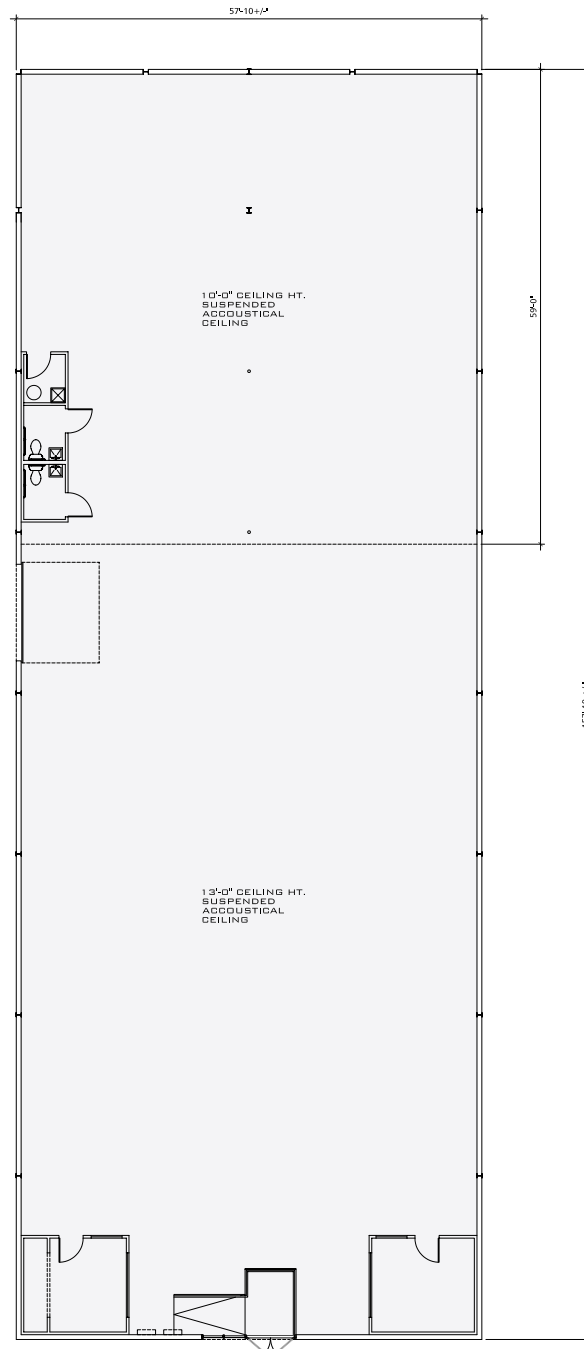 57'-10+/-"
10'-0" CEILING HT.
SUSPENDED
ACCOUSTICAL
CEILING
59'-0"
13'-0" CEILING HT.
SUSPENDED
ACCOUSTICAL
CEILING